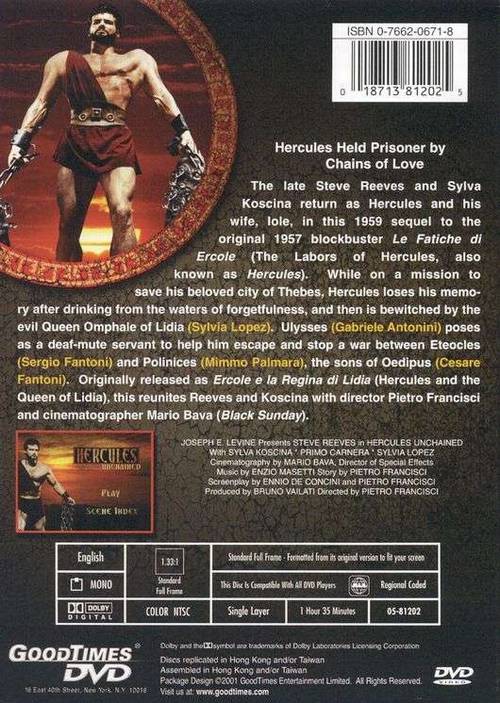 ISBN 0-7662-0671-8
0 18713 81202 5
Hercules Held Prisoner by
Chains of Love
The late Steve Reeves and Sylva
Koscina return as Hercules and his
wife, Iole, in this 1959 sequel to the
original 1957 blockbuster Le Fatiche di
Ercole (The Labors of Hercules, also
known as Hercules). While on a mission to
save his beloved city of Thebes, Hercules loses his memo-
ry after drinking from the waters of forgetfulness, and then is bewitched by the
evil Queen Omphale of Lidia (Sylvia Lopez). Ulysses (Gabriele Antonini) poses
as a deaf-mute servant to help him escape and stop a war between Eteocles
(Sergio Fantoni) and Polinices (Mimmo Palmara), the sons of Oedipus (Cesare
Fantoni). Originally released as Ercole e la Regina di Lidia (Hercules and the
Queen of Lidia), this reunites Reeves and Koscina with director Pietro Francisci
and cinematographer Mario Bava (Black Sunday).
HERCULES
UNCHAINED
PLAY
SCENE INDEX
JOSEPH E. LEVINE Presents STEVE REEVES in HERCULES UNCHAINED
With SYLVA KOSCINA * PRIMO CARNERA * SYLVIA LOPEZ
Cinematography by MARIO BAVA, Director of Special Effects
Music by ENZIO MASETTI Story by PIETRO FRANCISCI
Screenplay by ENNIO DE CONCINI and PIETRO FRANCISCI
Produced by BRUNO VAILATI Directed by PIETRO FRANCISCI
English
1.33:1
Standard
Full Frame
Standard Full Frame - Formatted from its original version to fit your screen
MONO
This Disc Is Compatible With All DVD Players
Regional Coded
DOLBY
DIGITAL
COLOR NTSC
Single Layer
1 Hour 35 Minutes
05-81202
GOODTIMES®
DVD
16 East 40th Street, New York, N.Y. 10016
Dolby and the symbol are trademarks of Dolby Laboratories Licensing Corporation
Discs replicated in Hong Kong and/or Taiwan
Assembled in Hong Kong and/or Taiwan
Package Design ©2001 GoodTimes Entertainment Limited. All Rights Reserved.
Visit us at: www.goodtimes.com
DVD